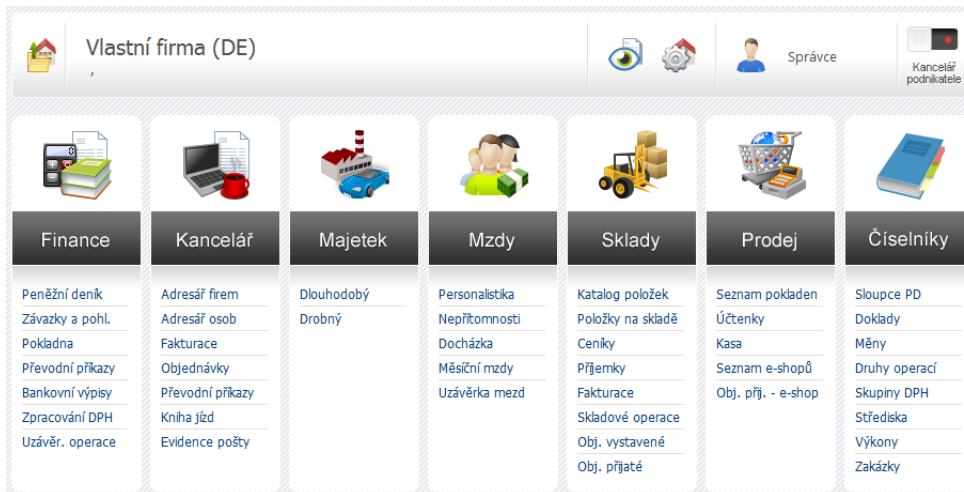 Vlastní firma (DE)
,
Správce
Kancelář
podnikatele
Finance
Peněžní deník
Závazky a pohl.
Pokladna
Převodní příkazy
Bankovní výpisy
Zpracování DPH
Uzávěr. operace
Kancelář
Adresář firem
Adresář osob
Fakturace
Objednávky
Převodní příkazy
Kniha jízd
Evidence pošty
Majetek
Dlouhodobý
Drobný
Mzdy
Personalistika
Nepřítomnosti
Docházka
Měsíční mzdy
Uzávěrka mezd
Sklady
Katalog položek
Položky na skladě
Ceníky
Příjemky
Fakturace
Skladové operace
Obj. vystavené
Obj. přijaté
Prodej
Seznam pokladen
Účtenky
Kasa
Seznam e-shopů
Obj. přij. - e-shop
Číselníky
Sloupce PD
Doklady
Měny
Druhy operací
Skupiny DPH
Střediska
Výkony
Zakázky